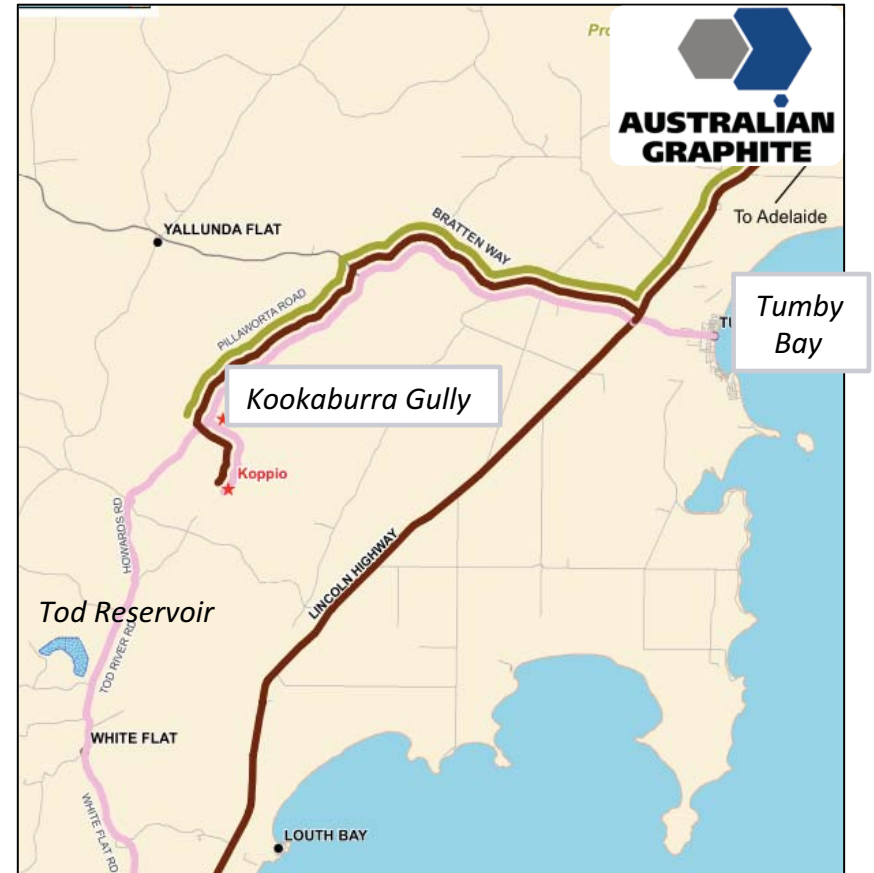 Pro
AUSTRALIAN
GRAPHITE
To Adelaide
YALLUNDA FLAT
BRATTEN WAY
PILLAWORTA ROAD
Tumby
Bay
Kookaburra Gully
Koppio
HOWARDS RD
LINCOLN HIGHWAY
Tod Reservoir
TOD RIVER RD
WHITE FLAT
WHITE FLAT RD
LOUTH BAY